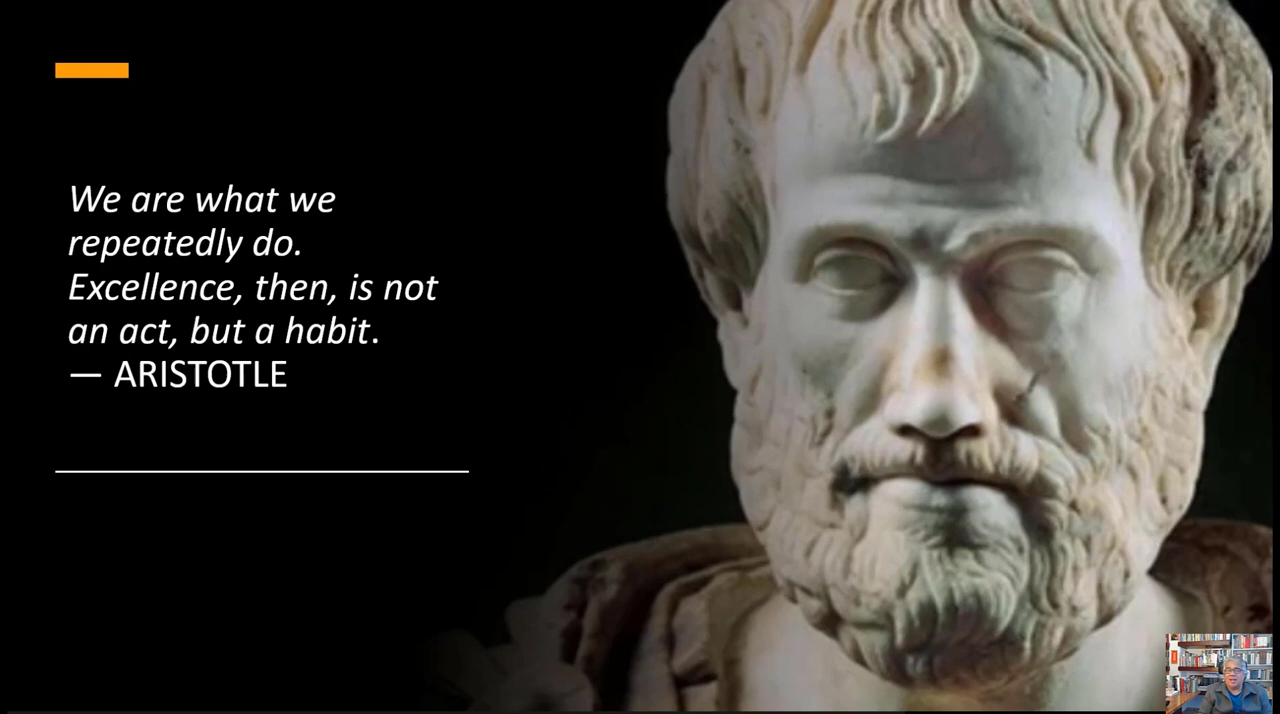 We are what we
repeatedly do.
Excellence, then, is not
an act, but a habit.
— ARISTOTLE